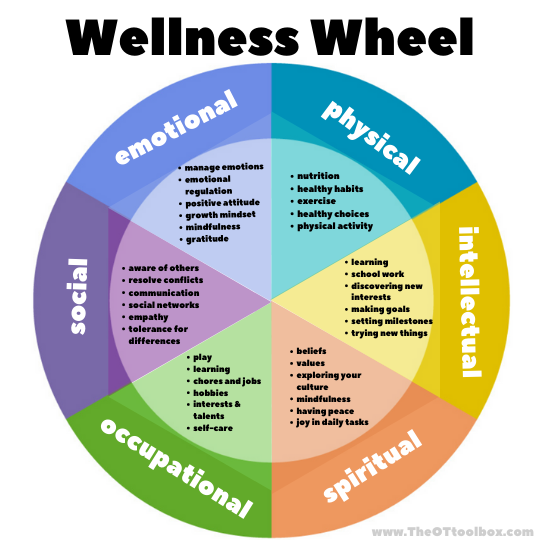 Wellness Wheel
emotional
• manage emotions
• emotional
regulation
• positive attitude
• growth mindset
• mindfulness
• gratitude
physical
• nutrition
• healthy habits
• exercise
• healthy choices
• physical activity
intellectual
• learning
• school work
• discovering new
interests
• making goals
• setting milestones
• trying new things
spiritual
• beliefs
• values
• exploring your
culture
• mindfulness
• having peace
• joy in daily tasks
occupational
• play
• learning
• chores and jobs
• hobbies
• interests &
talents
• self-care
social
• aware of others
• resolve conflicts
• communication
• social networks
• empathy
• tolerance for
differences
www.TheOTtoolbox.com